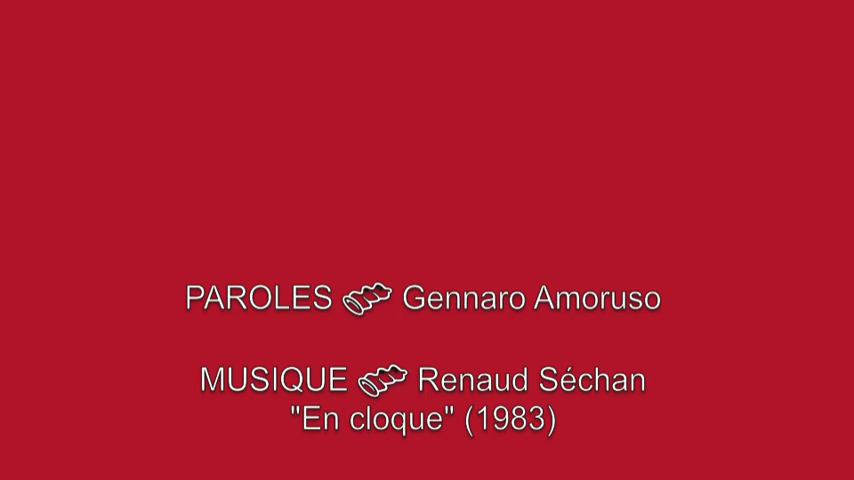 PAROLES Gennaro Amoruso
MUSIQUE Renaud Séchan
"En cloque" (1983)